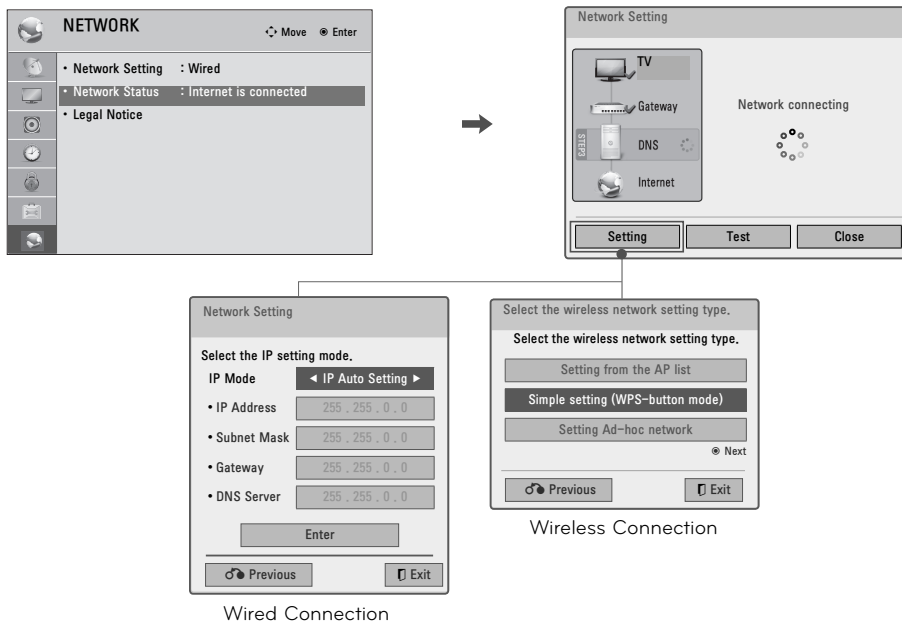 NETWORK
Move Enter
• Network Setting : Wired
• Network Status : Internet is connected
• Legal Notice
Network Setting
TV
Gateway
STEP3
DNS
Internet
Network connecting
Setting Test Close
Network Setting
Select the IP setting mode.
IP Mode ◄ IP Auto Setting ►
• IP Address 255 . 255 . 0 . 0
• Subnet Mask 255 . 255 . 0 . 0
• Gateway 255 . 255 . 0 . 0
• DNS Server 255 . 255 . 0 . 0
Enter
Previous Exit
Wired Connection
Select the wireless network setting type.
Select the wireless network setting type.
Setting from the AP list
Simple setting (WPS-button mode)
Setting Ad-hoc network
Next
Previous Exit
Wireless Connection